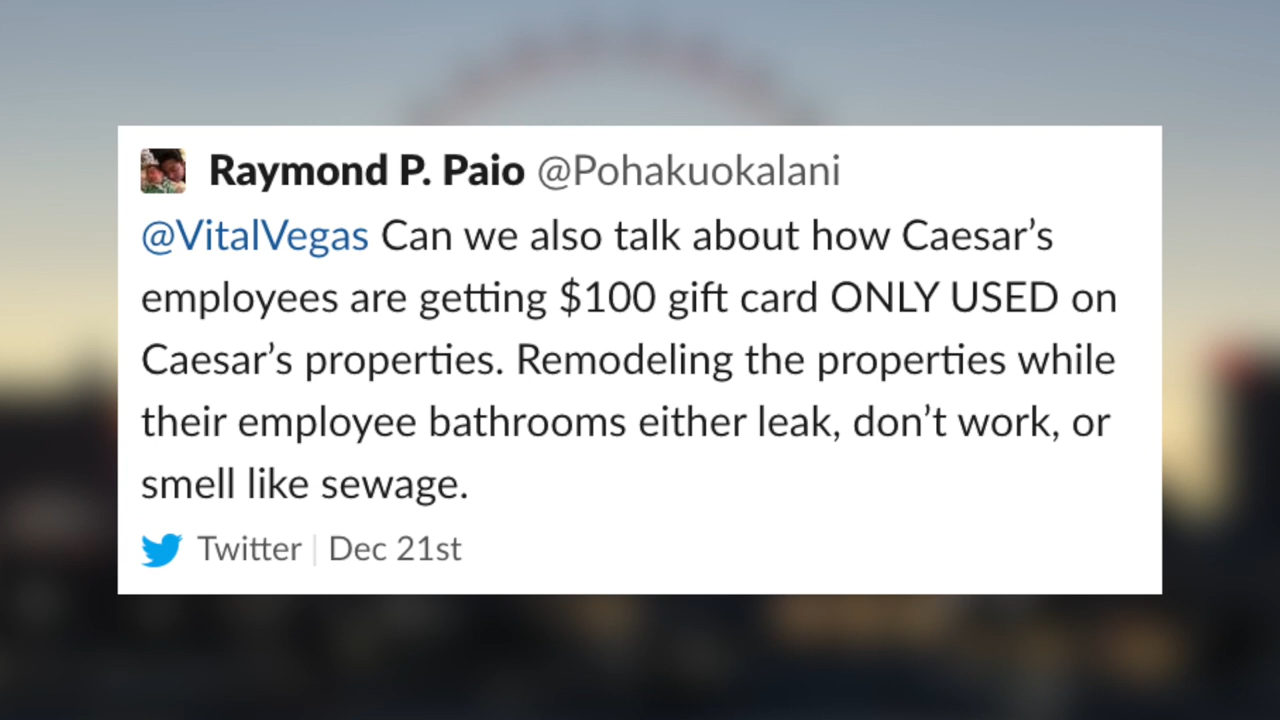 Raymond P. Paio @Pohakuokalani
@VitalVegas Can we also talk about how Caesar’s
employees are getting $100 gift card ONLY USED on
Caesar’s properties. Remodeling the properties while
their employee bathrooms either leak, don’t work, or
smell like sewage.
Twitter | Dec 21st